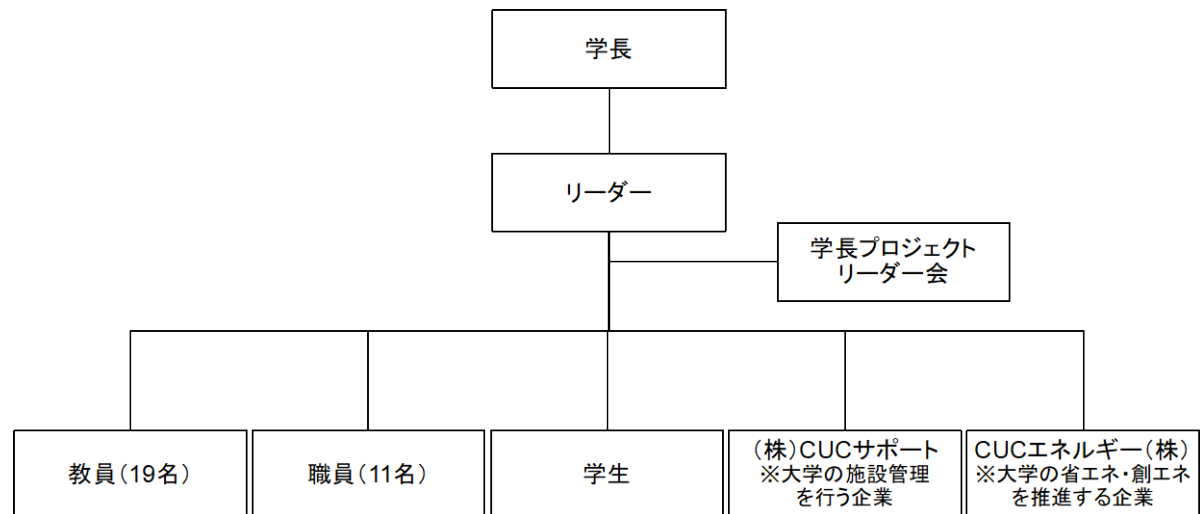 学長
リーダー
学長プロジェクト
リーダー会
教員（19名）
職員（11名）
学生
（株）CUCサポート
※大学の施設管理
を行う企業
CUCエネルギー（株）
※大学の省エネ・創エネ
を推進する企業